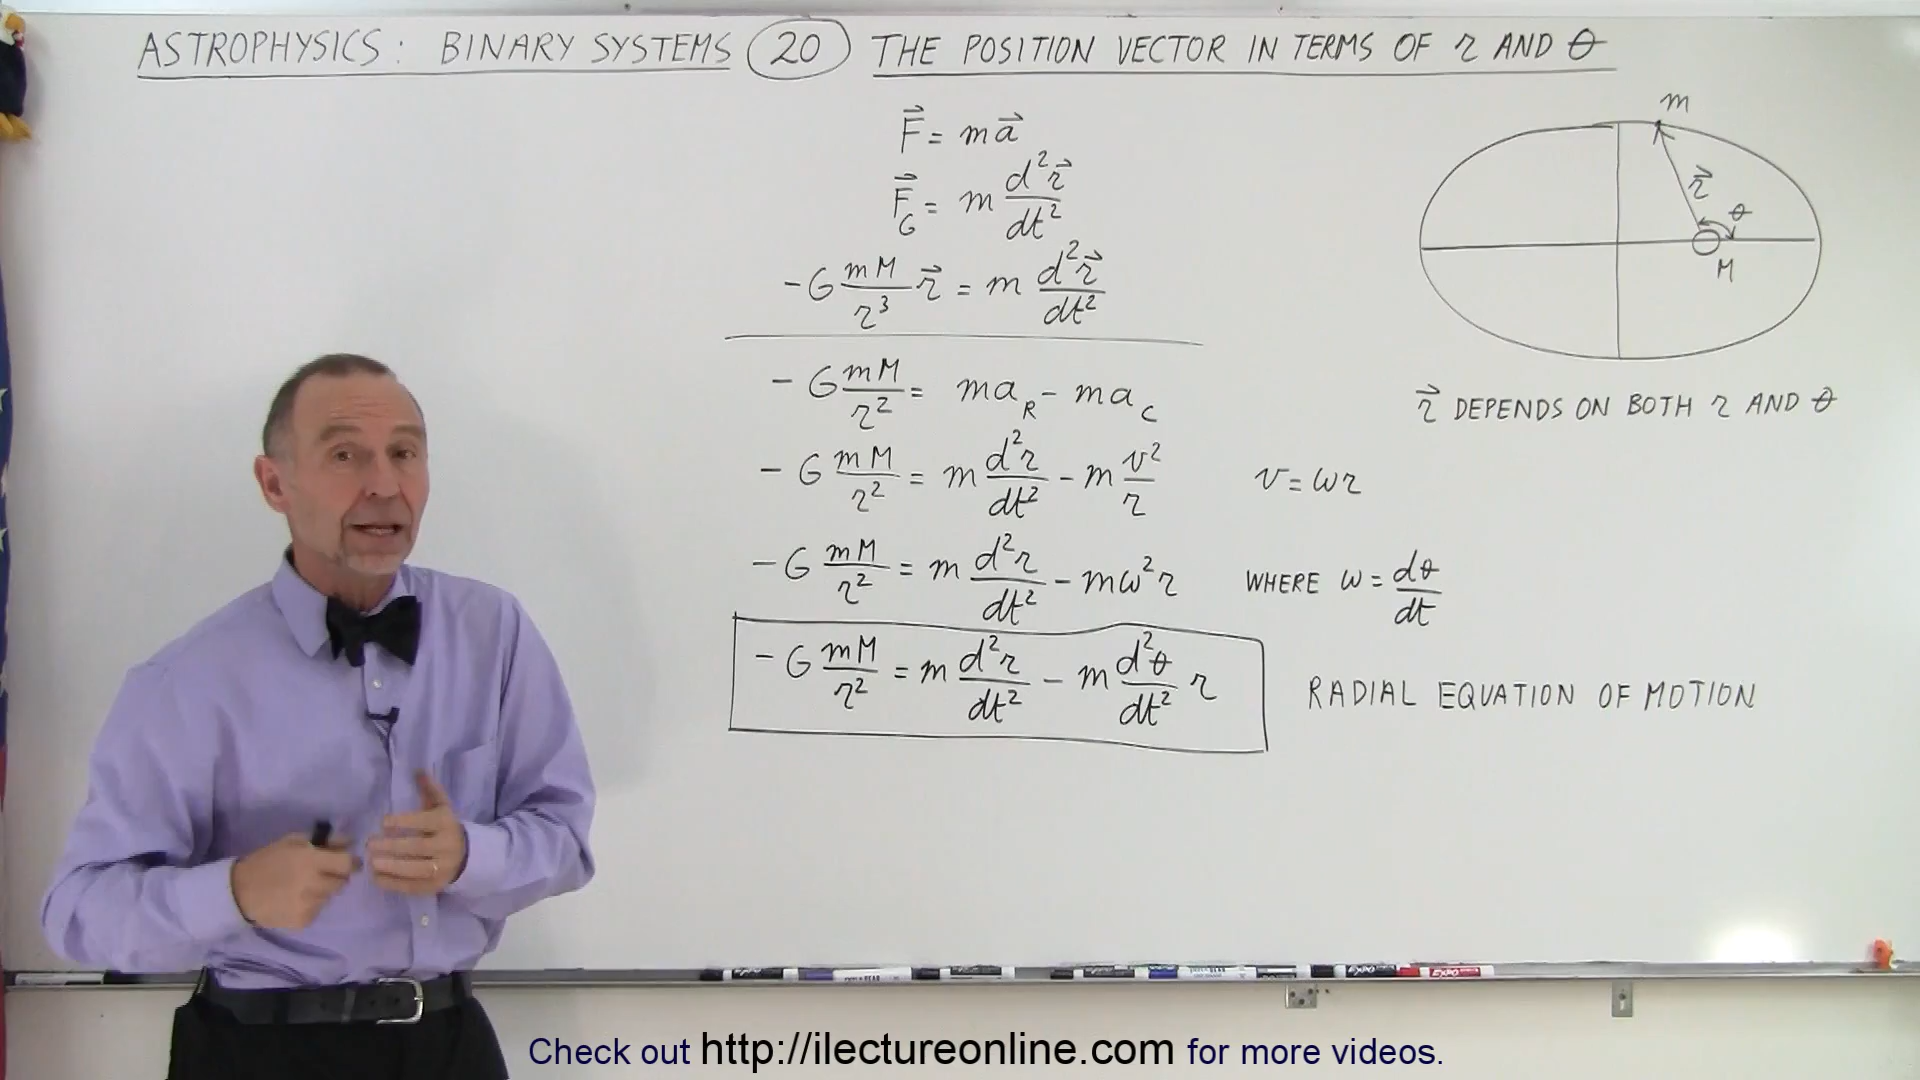 ASTROPHYSICS: BINARY SYSTEMS 20 THE POSITION VECTOR IN TERMS OF r AND θ
m
r⃗
θ
M
r⃗ DEPENDS ON BOTH r AND θ
F⃗ = ma⃗
F⃗_G = m d²r⃗/dt²
-G mM/r³ r⃗ = m d²r⃗/dt²
-G mM/r² = ma_R - ma_C
-G mM/r² = m d²r/dt² - m v²/r v = ωr
-G mM/r² = m d²r/dt² - mω²r WHERE ω = dθ/dt
-G mM/r² = m d²r/dt² - m d²θ/dt² r RADIAL EQUATION OF MOTION
Check out http://ilectureonline.com for more videos.